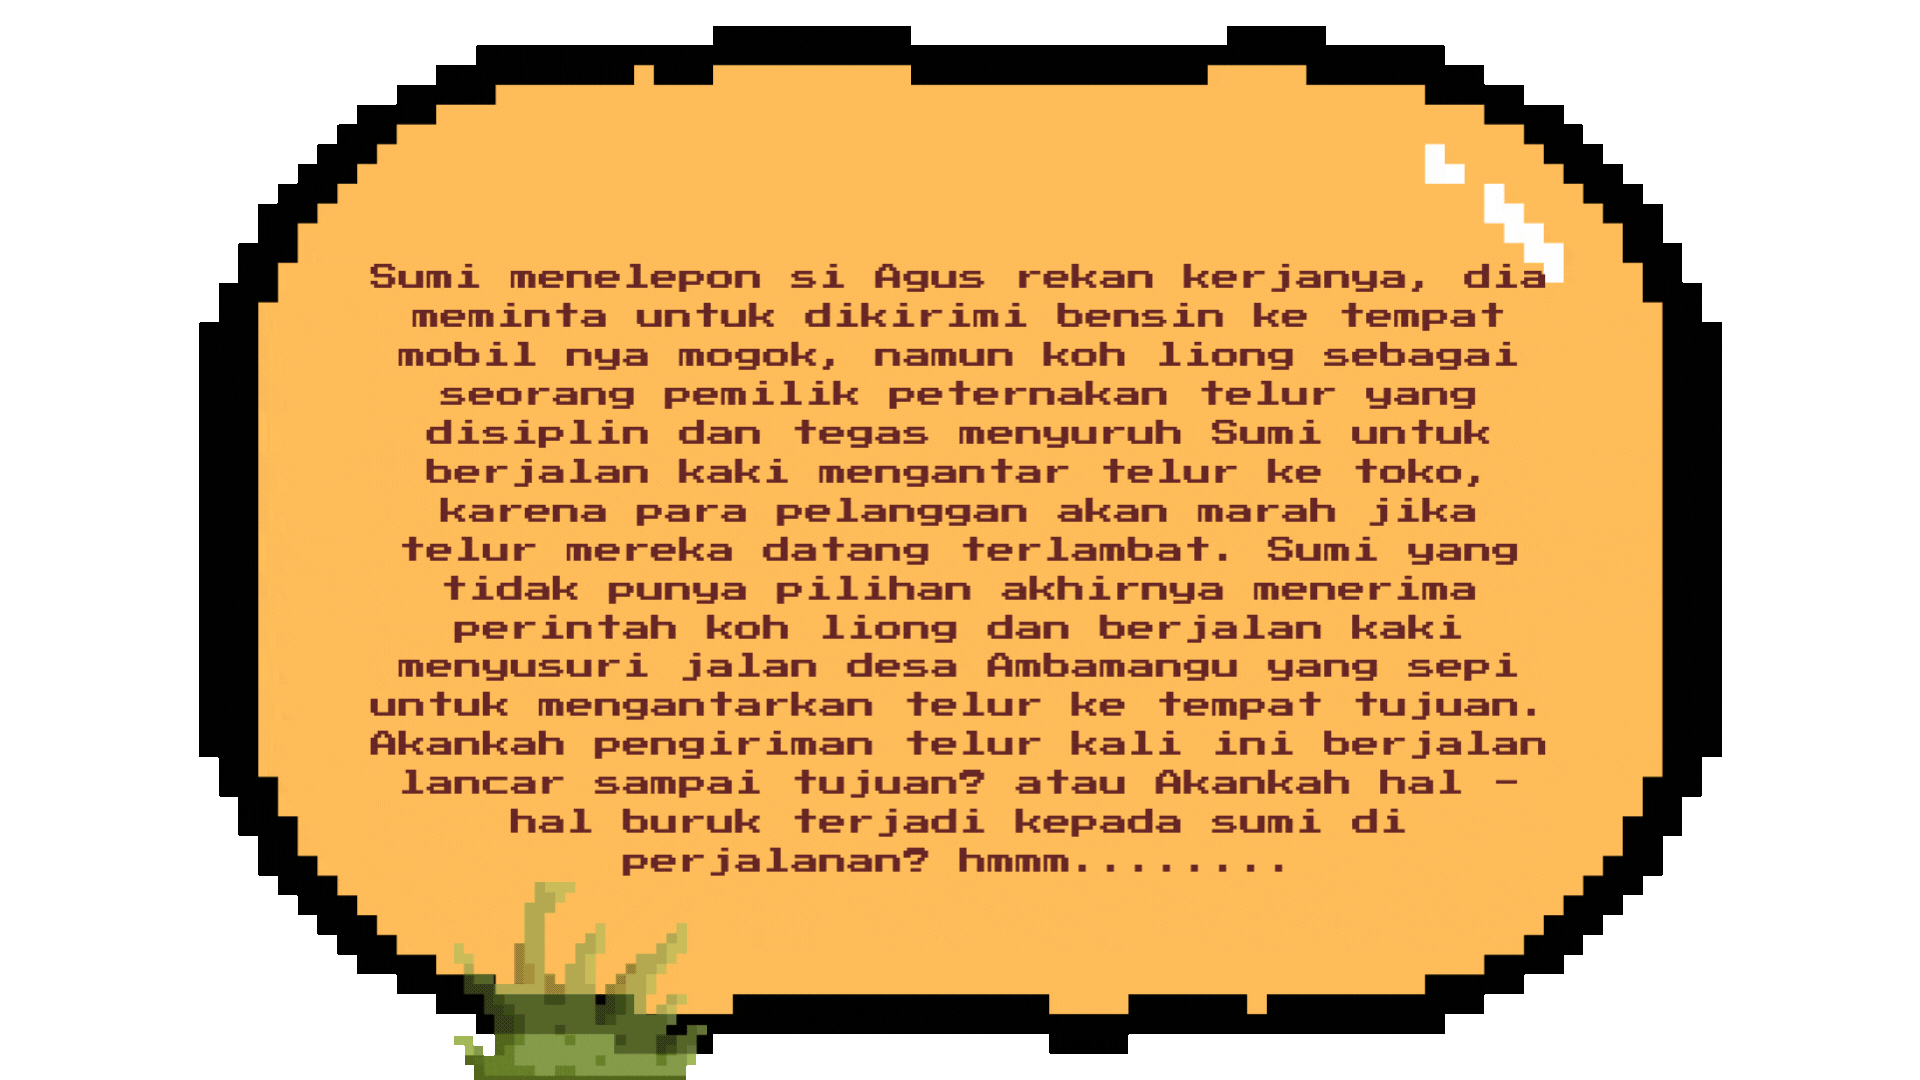 Sumi menelepon si Agus rekan kerjanya, dia
meminta untuk dikirimi bensin ke tempat
mobil nya mogok, namun koh liong sebagai
seorang pemilik peternakan telur yang
disiplin dan tegas menyuruh Sumi untuk
berjalan kaki mengantar telur ke toko,
karena para pelanggan akan marah jika
telur mereka datang terlambat. Sumi yang
tidak punya pilihan akhirnya menerima
perintah koh liong dan berjalan kaki
menyusuri jalan desa Ambamangu yang sepi
untuk mengantarkan telur ke tempat tujuan.
Akankah pengiriman telur kali ini berjalan
lancar sampai tujuan? atau Akankah hal -
hal buruk terjadi kepada sumi di
perjalanan? hmmm........